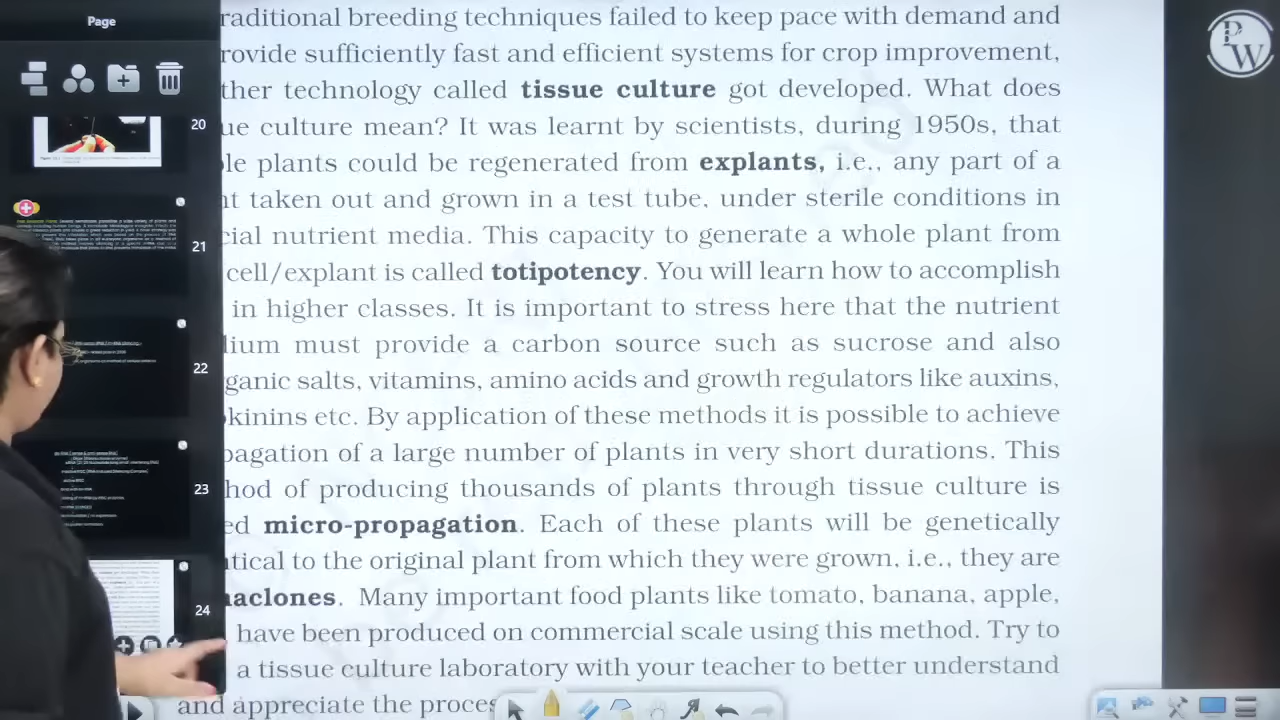 Page
PW
20
21
22
23
24
raditional breeding techniques failed to keep pace with demand and
rovide sufficiently fast and efficient systems for crop improvement,
ther technology called tissue culture got developed. What does
ue culture mean? It was learnt by scientists, during 1950s, that
le plants could be regenerated from explants, i.e., any part of a
nt taken out and grown in a test tube, under sterile conditions in
cial nutrient media. This capacity to generate a whole plant from
cell/explant is called totipotency. You will learn how to accomplish
in higher classes. It is important to stress here that the nutrient
dium must provide a carbon source such as sucrose and also
ganic salts, vitamins, amino acids and growth regulators like auxins,
okinins etc. By application of these methods it is possible to achieve
pagation of a large number of plants in very short durations. This
of producing thousands of plants through tissue culture is
ed micro-propagation. Each of these plants will be genetically
ntical to the original plant from which they were grown, i.e., they are
aclones. Many important food plants like tomato, banana, apple,
have been produced on commercial scale using this method. Try to
a tissue culture laboratory with your teacher to better understand
and appreciate the proces